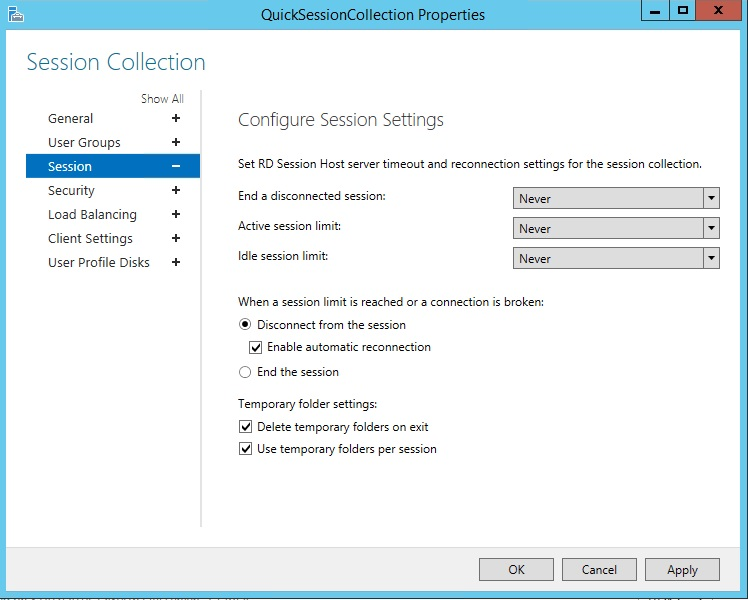 QuickSessionCollection Properties
Session Collection
Show All
General
User Groups
Session
Security
Load Balancing
Client Settings
User Profile Disks
Configure Session Settings
Set RD Session Host server timeout and reconnection settings for the session collection.
End a disconnected session: Never
Active session limit: Never
Idle session limit: Never
When a session limit is reached or a connection is broken:
Disconnect from the session
Enable automatic reconnection
End the session
Temporary folder settings:
Delete temporary folders on exit
Use temporary folders per session
OK Cancel Apply